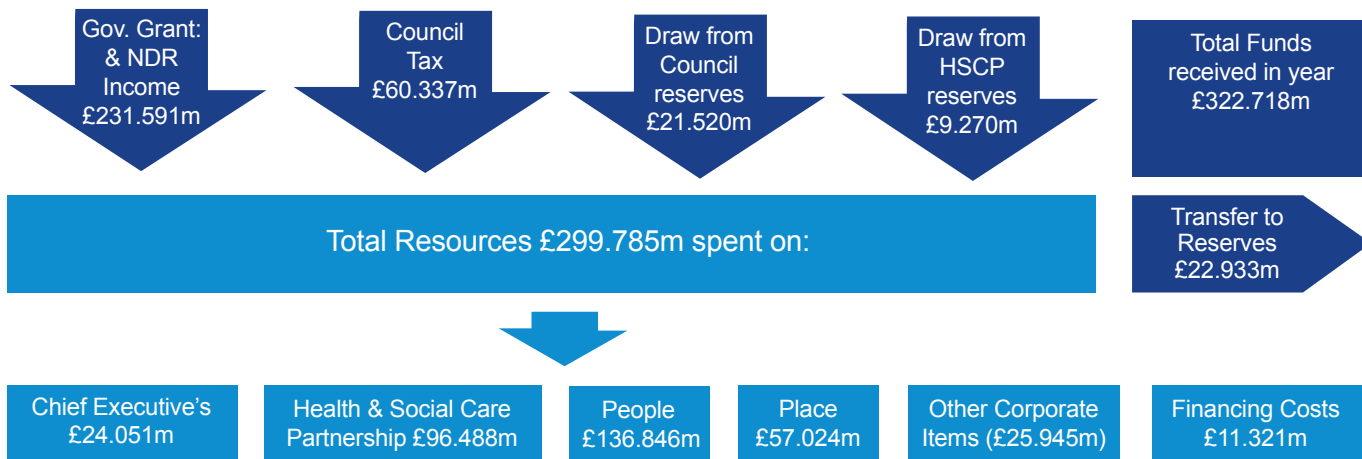 Gov. Grant:
& NDR
Income
£231.591m
Council
Tax
£60.337m
Draw from
Council
reserves
£21.520m
Draw from
HSCP
reserves
£9.270m
Total Funds
received in year
£322.718m
Total Resources £299.785m spent on:
Transfer to
Reserves
£22.933m
Chief Executive's
£24.051m
Health & Social Care
Partnership £96.488m
People
£136.846m
Place
£57.024m
Other Corporate
Items (£25.945m)
Financing Costs
£11.321m